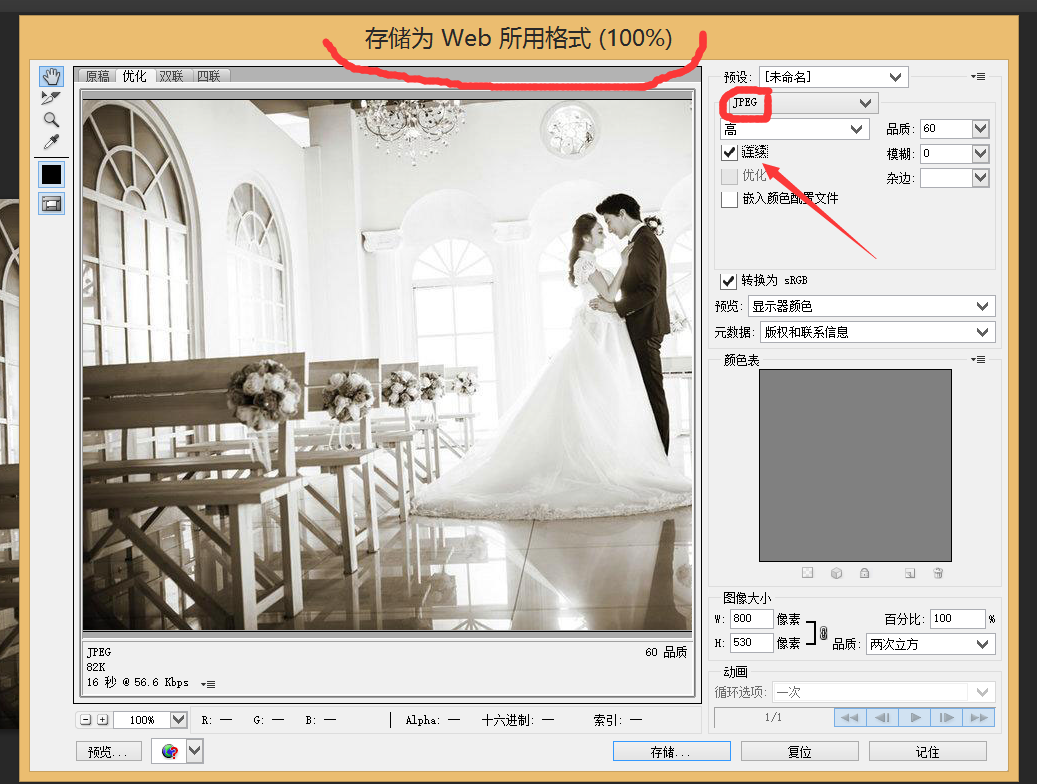 存储为 Web 所用格式 (100%)
原稿 优化 双联 四联
预设: [未命名]
JPEG
高 品质: 60
连续 模糊: 0
优化 杂边:
嵌入颜色配置文件
转换为 sRGB
预览: 显示器颜色
元数据: 版权和联系信息
颜色表
图像大小
W: 800 像素 百分比: 100 %
H: 530 像素 品质: 两次立方
动画
循环选项: 一次
1/1
JPEG 60 品质
82K
16 秒 @ 56.6 Kbps
100% R: — G: — B: — Alpha: — 十六进制: — 索引: —
预览... 存储... 复位 记住